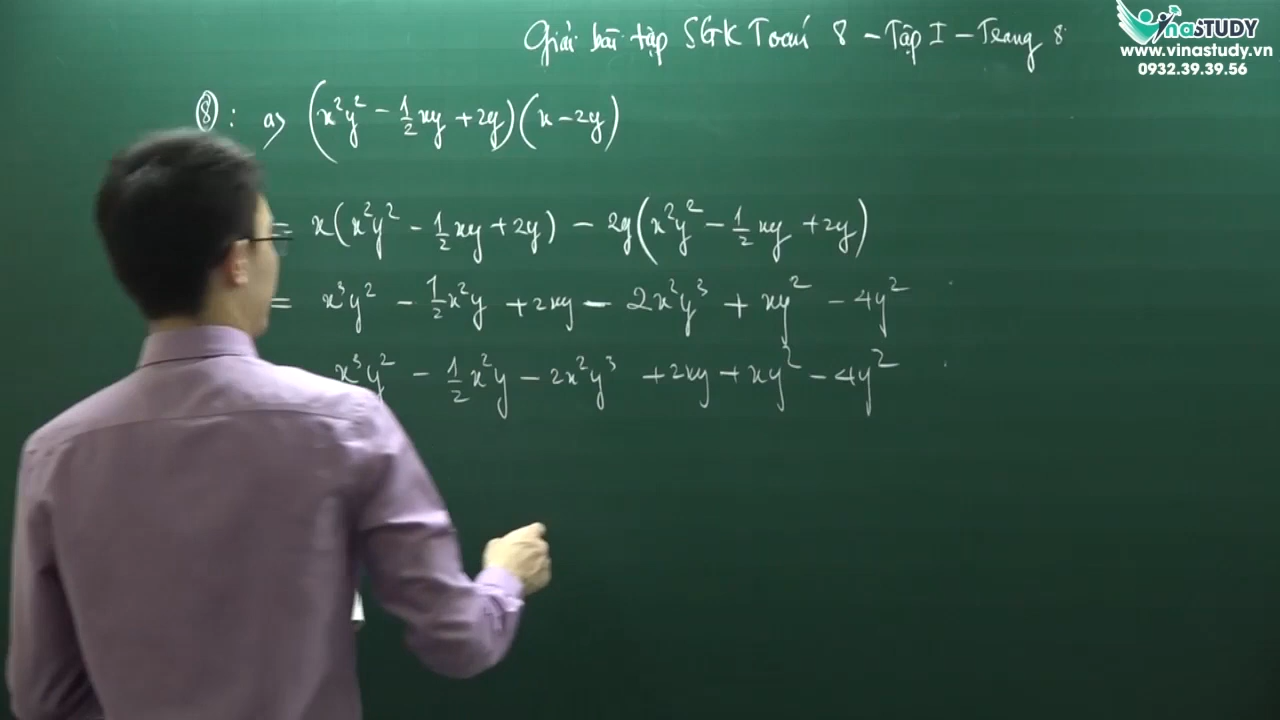 Giải bài tập SGK Toán 8 - Tập I - Trang 8
VinaSTUDY
www.vinastudy.vn
0932.39.39.56
⑧: a> (x²y² - 1/2xy + 2y)(x - 2y)
= x(x²y² - 1/2xy + 2y) - 2y(x²y² - 1/2xy + 2y)
= x³y² - 1/2x²y + 2xy - 2x²y³ + xy² - 4y²
x³y² - 1/2x²y - 2x²y³ + 2xy + xy² - 4y²